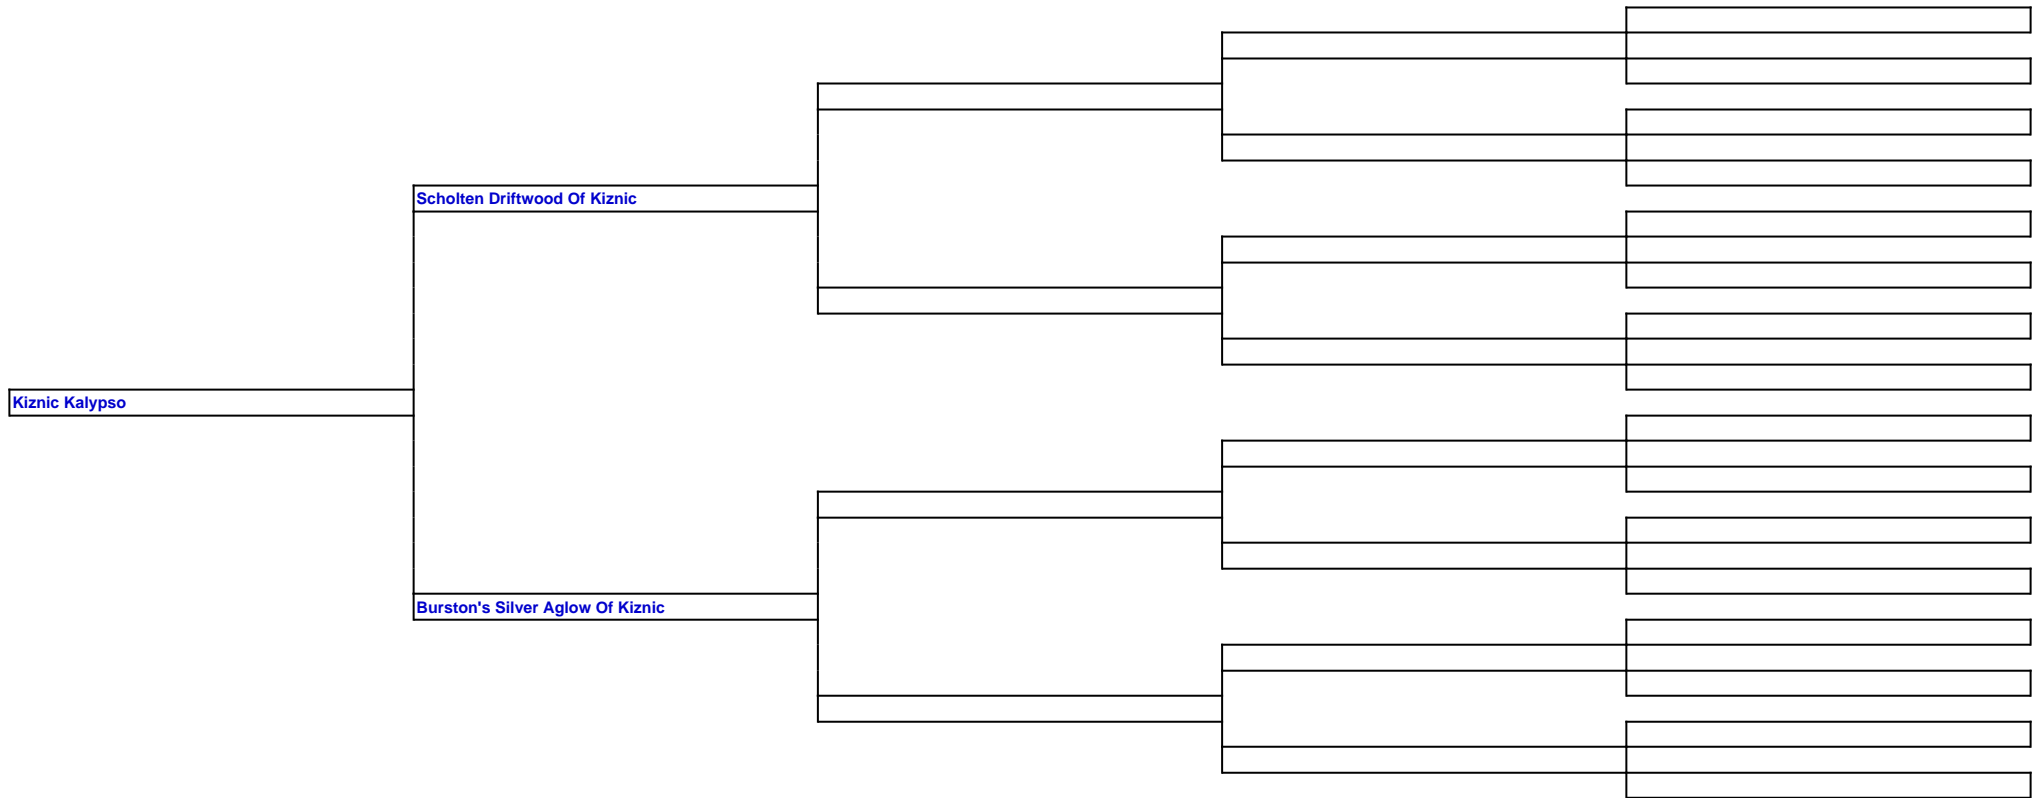 Scholten Driftwood Of Kiznic
Kiznic Kalypso
Burston's Silver Aglow Of Kiznic